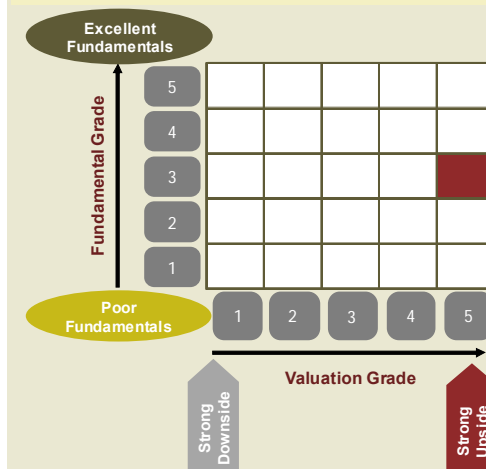 Excellent
Fundamentals
Fundamental Grade
5
4
3
2
1
Poor
Fundamentals
1
2
3
4
5
Valuation Grade
Strong
Downside
Strong
Upside